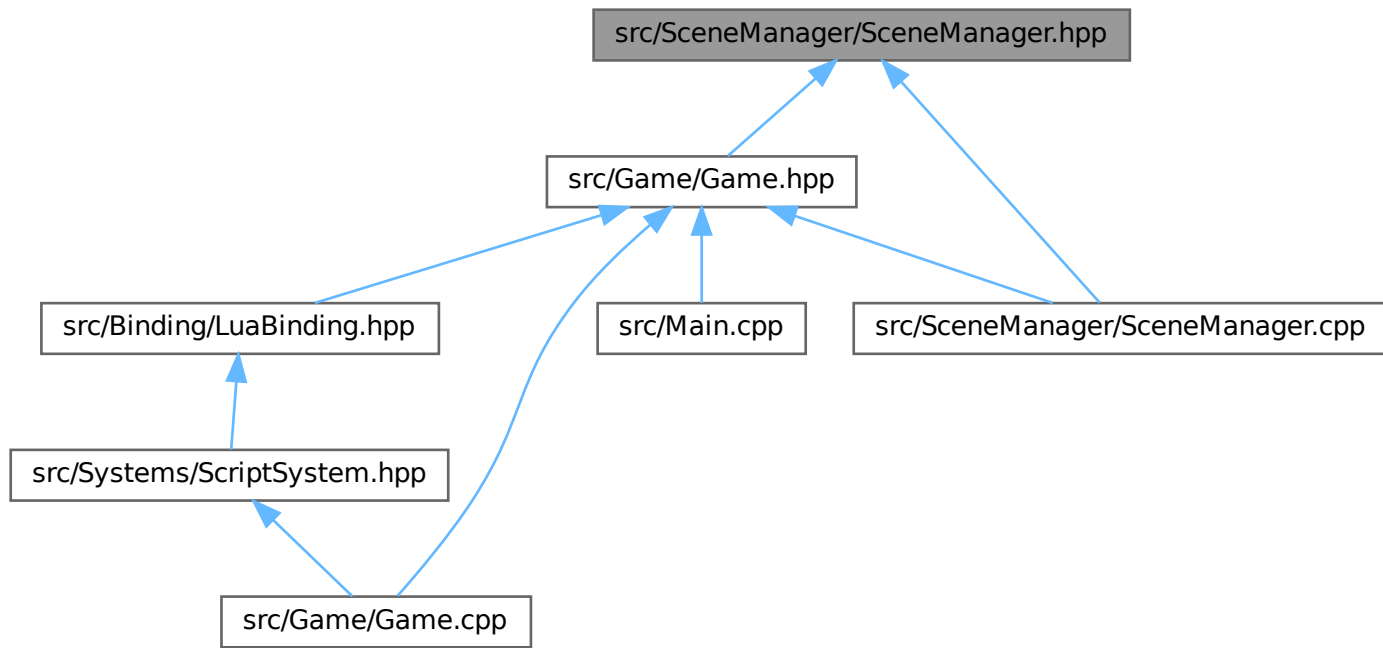 src/SceneManager/SceneManager.hpp
src/Game/Game.hpp
src/Binding/LuaBinding.hpp
src/Main.cpp
src/SceneManager/SceneManager.cpp
src/Systems/ScriptSystem.hpp
src/Game/Game.cpp